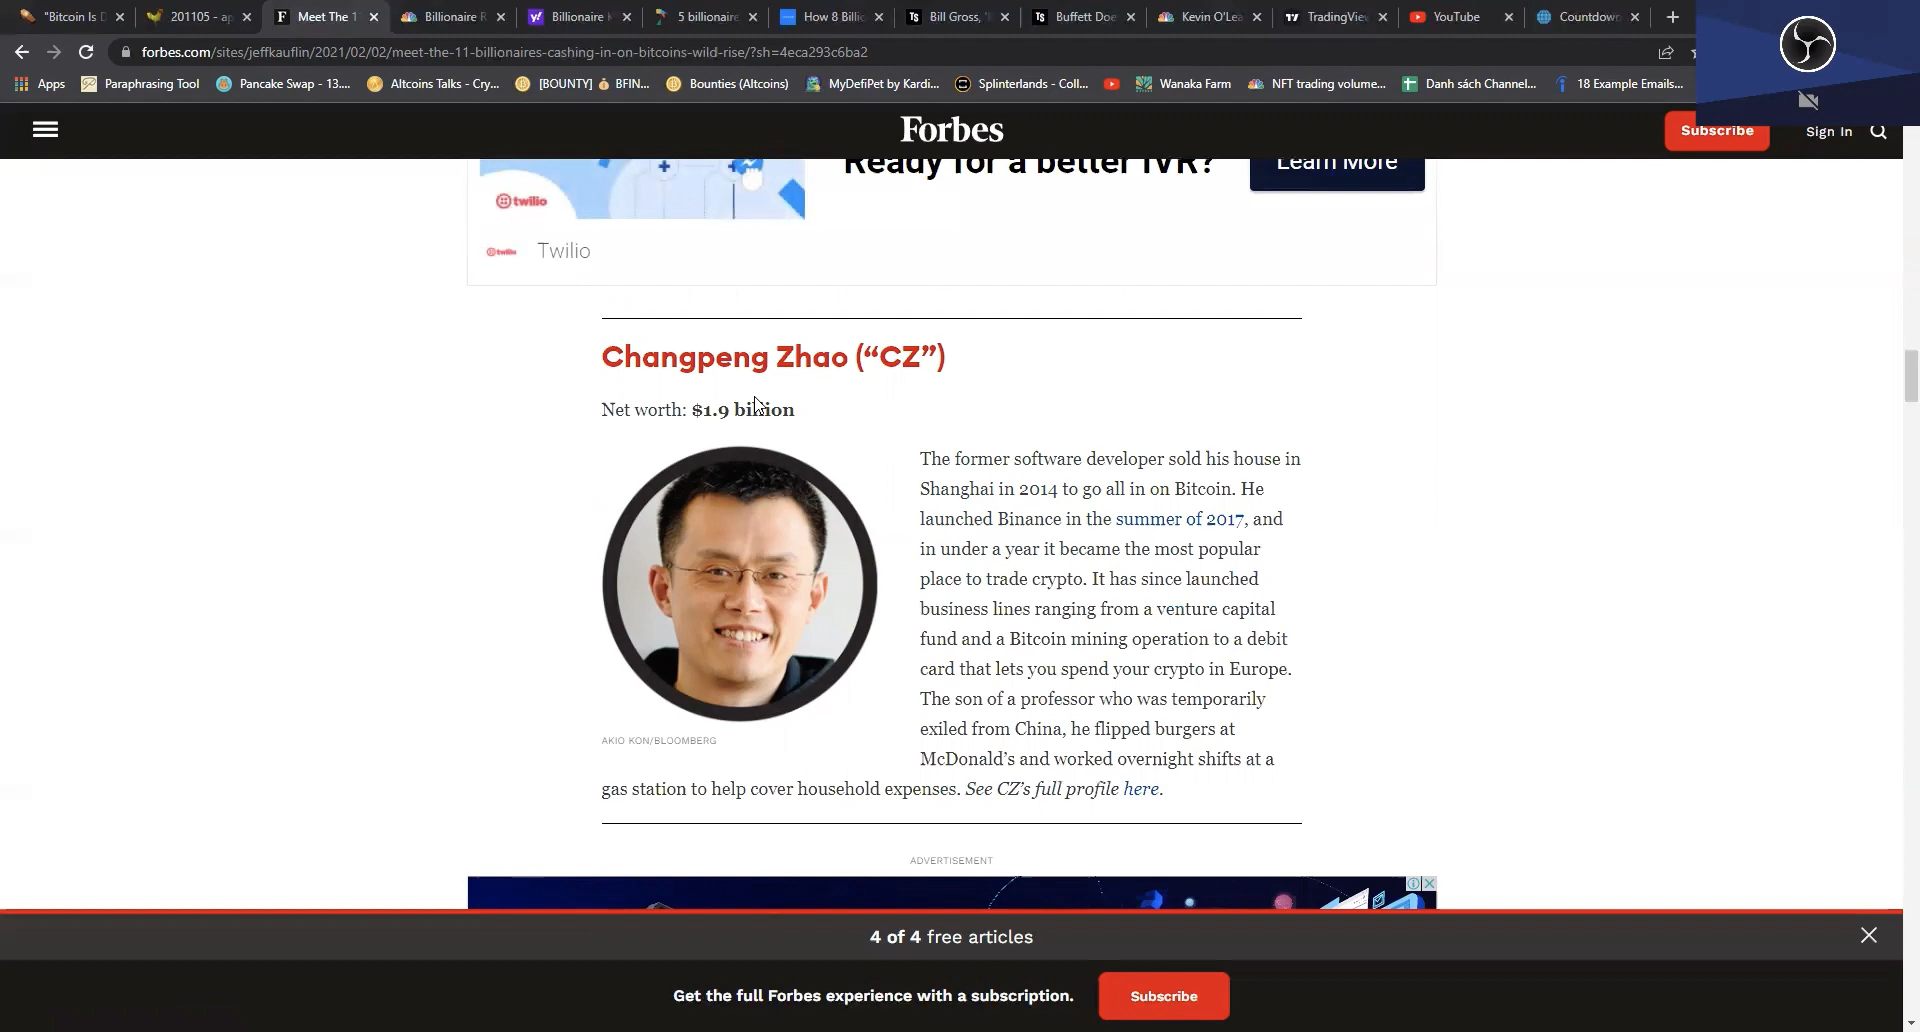 "Bitcoin Is D
201105 - ap
Meet The 1
Billionaire R
Billionaire
5 billionaire
How 8 Billi
Bill Gross,
Buffett Doe
Kevin O'Lea
TradingVie
YouTube
Countdown
forbes.com/sites/jeffkauflin/2021/02/02/meet-the-11-billionaires-cashing-in-on-bitcoins-wild-rise/?sh=4eca293c6ba2
Apps
Paraphrasing Tool
Pancake Swap - 13....
Altcoins Talks - Cry...
[BOUNTY] BFIN...
Bounties (Altcoins)
MyDefiPet by Kardi...
Splinterlands - Coll...
Wanaka Farm
NFT trading volume...
Danh sách Channel...
18 Example Emails...
Forbes
Subscribe
Sign In
Ready for a better IVR?
Learn More
twilio
twilio
Twilio
Changpeng Zhao (“CZ”)
Net worth: $1.9 billion
The former software developer sold his house in
Shanghai in 2014 to go all in on Bitcoin. He
launched Binance in the summer of 2017, and
in under a year it became the most popular
place to trade crypto. It has since launched
business lines ranging from a venture capital
fund and a Bitcoin mining operation to a debit
card that lets you spend your crypto in Europe.
The son of a professor who was temporarily
exiled from China, he flipped burgers at
McDonald’s and worked overnight shifts at a
gas station to help cover household expenses. See CZ’s full profile here.
AKIO KON/BLOOMBERG
ADVERTISEMENT
4 of 4 free articles
Get the full Forbes experience with a subscription.
Subscribe